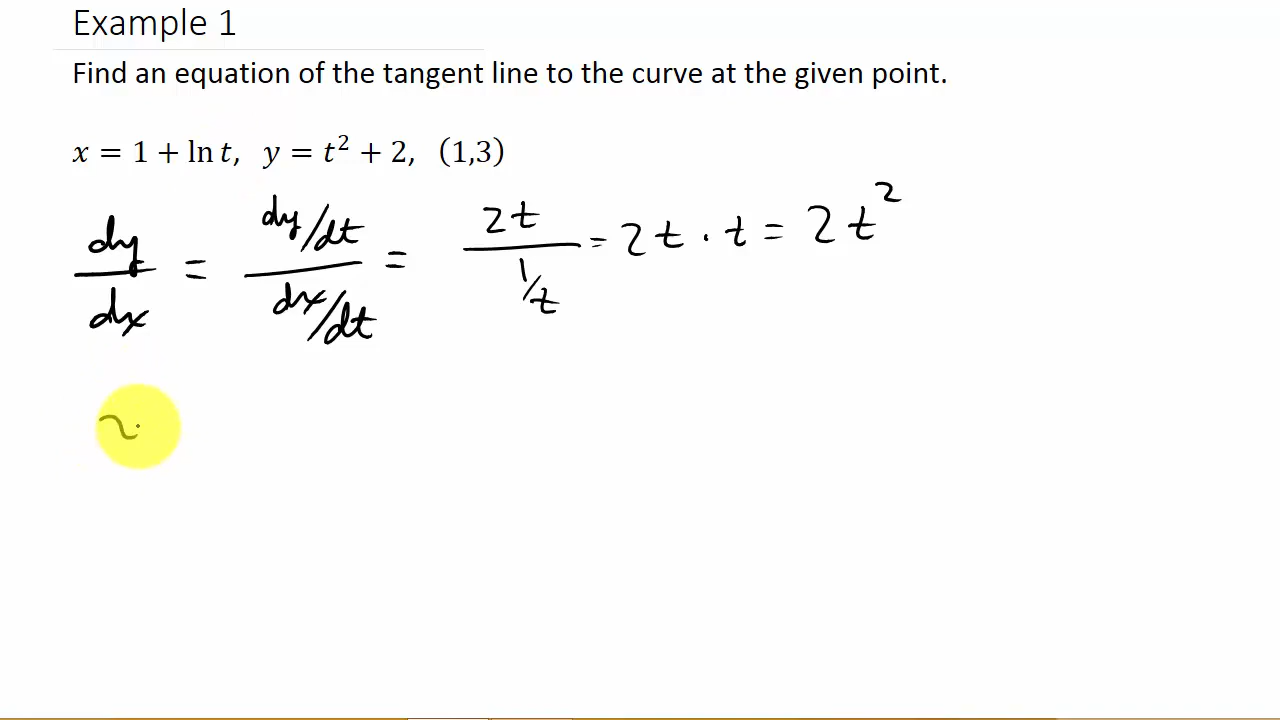 Example 1
Find an equation of the tangent line to the curve at the given point.
x = 1 + ln t, y = t² + 2, (1,3)
dy/dx = (dy/dt)/(dx/dt) = 2t/(1/t) = 2t · t = 2t²